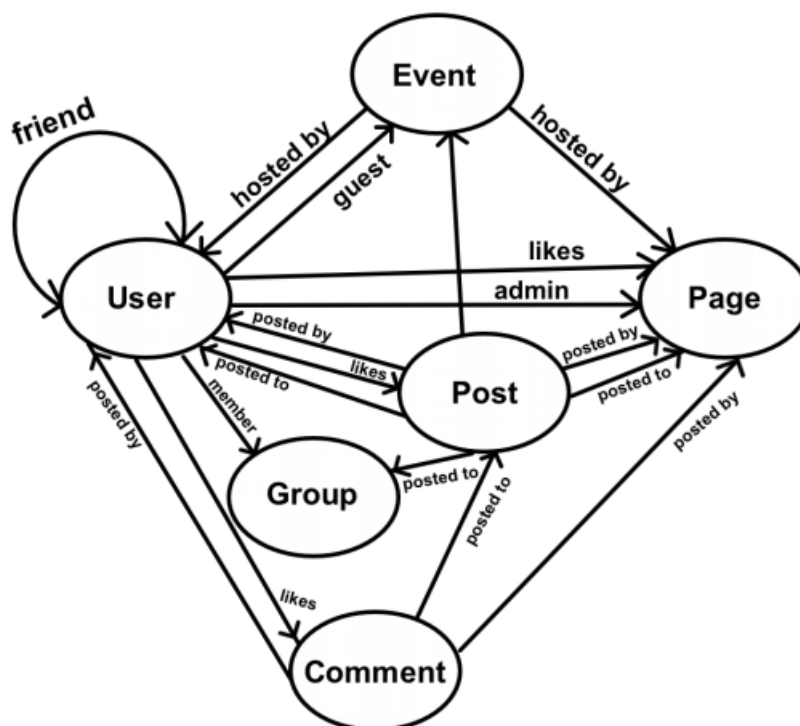 Event
friend
hosted by
guest
hosted by
likes
User
admin
Page
posted by
likes
posted to
posted by
posted to
Post
member
posted by
posted to
Group
posted to
posted by
likes
Comment